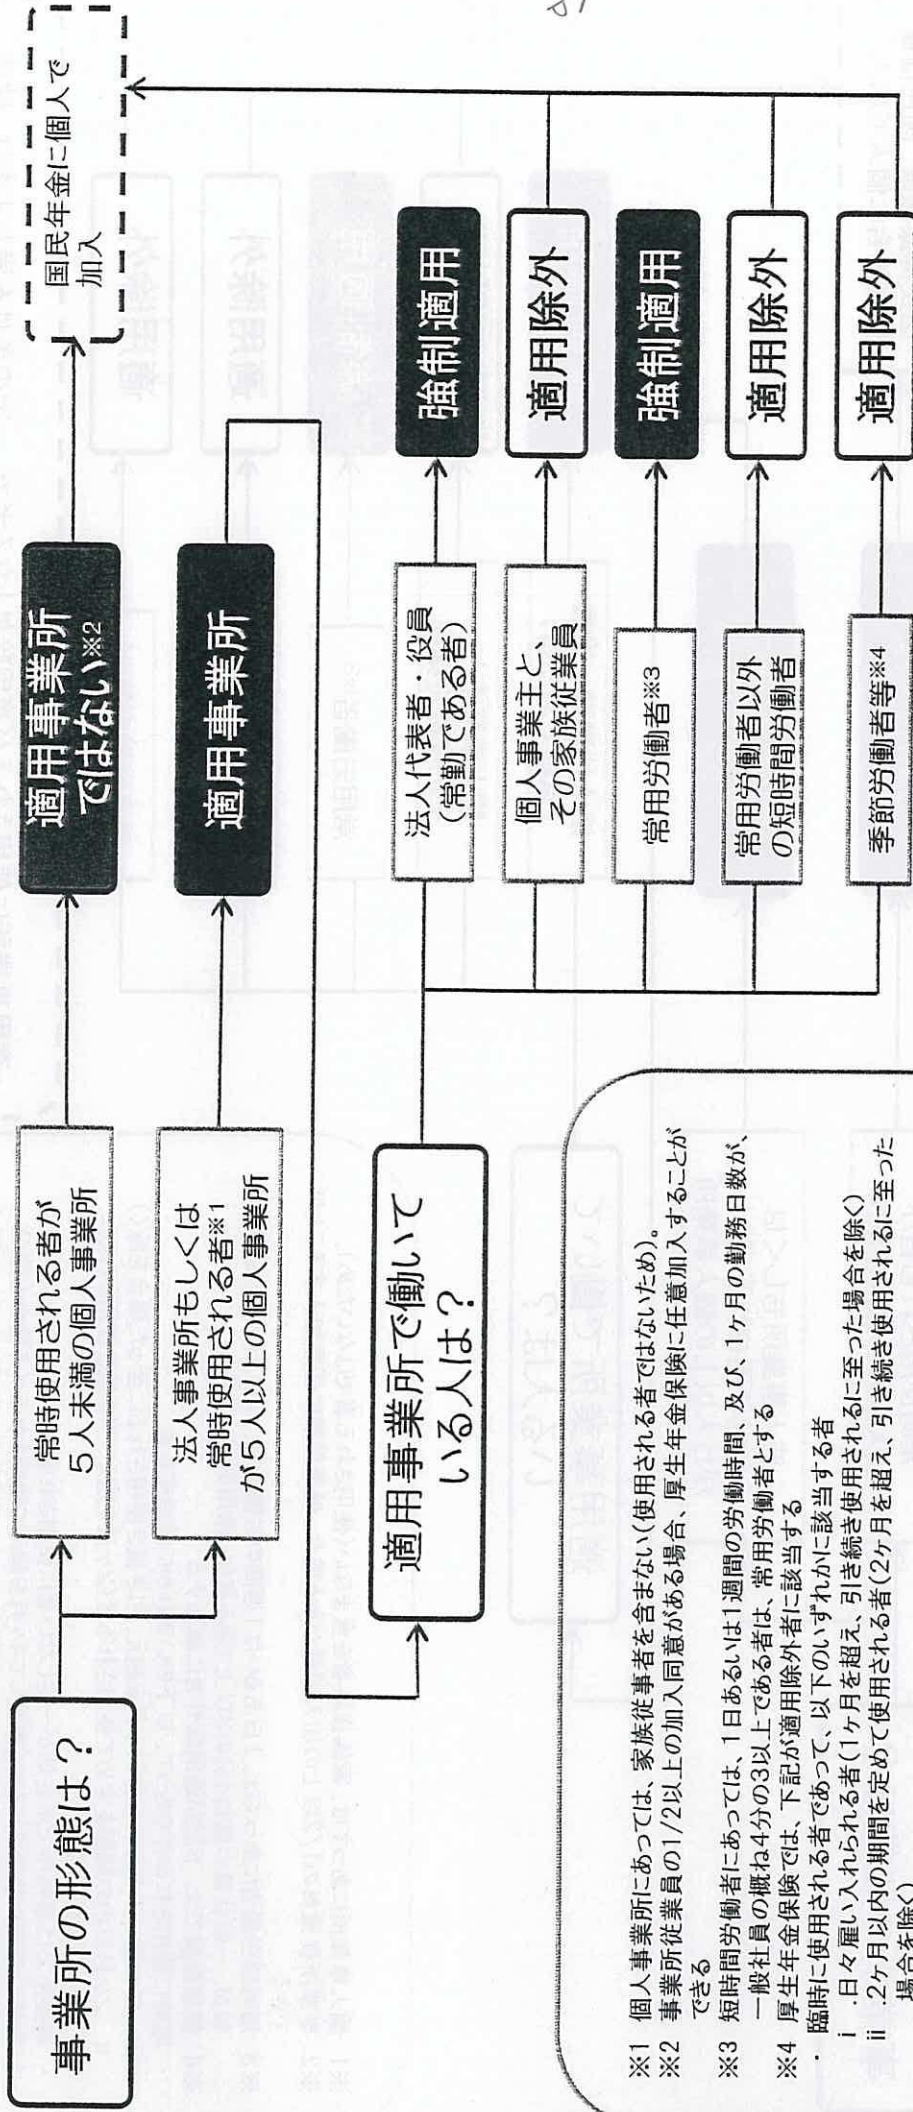 事業所の形態は？
常時使用される者が
５人未満の個人事業所
適用事業所
ではない※2
国民年金に個人で
加入
法人事業所もしくは
常時使用される者※1
が５人以上の個人事業所
適用事業所
適用事業所で働いて
いる人は？
法人代表者・役員
（常勤である者）
強制適用
個人事業主と、
その家族従業員
適用除外
常用労働者※3
強制適用
常用労働者以外
の短時間労働者
適用除外
季節労働者等※4
適用除外
※1 個人事業所にあっては、家族従事者を含まない（使用される者ではないため）。
※2 事業所従業員の1/2以上の加入同意がある場合、厚生年金保険に任意加入することが
できる
※3 短時間労働者にあっては、1日あるいは1週間の労働時間、及び、1ヶ月の勤務日数が、
一般社員の概ね4分の3以上である者は、常用労働者とする
※4 厚生年金保険では、下記が適用除外者に該当する
・ 臨時に使用される者であって、以下のいずれかに該当する者
ⅰ .日々雇い入れられる者（1ヶ月を超え、引き続き使用されるに至った場合を除く）
ⅱ .2ヶ月以内の期間を定めて使用される者（2ヶ月を超え、引き続き使用されるに至った
場合を除く）